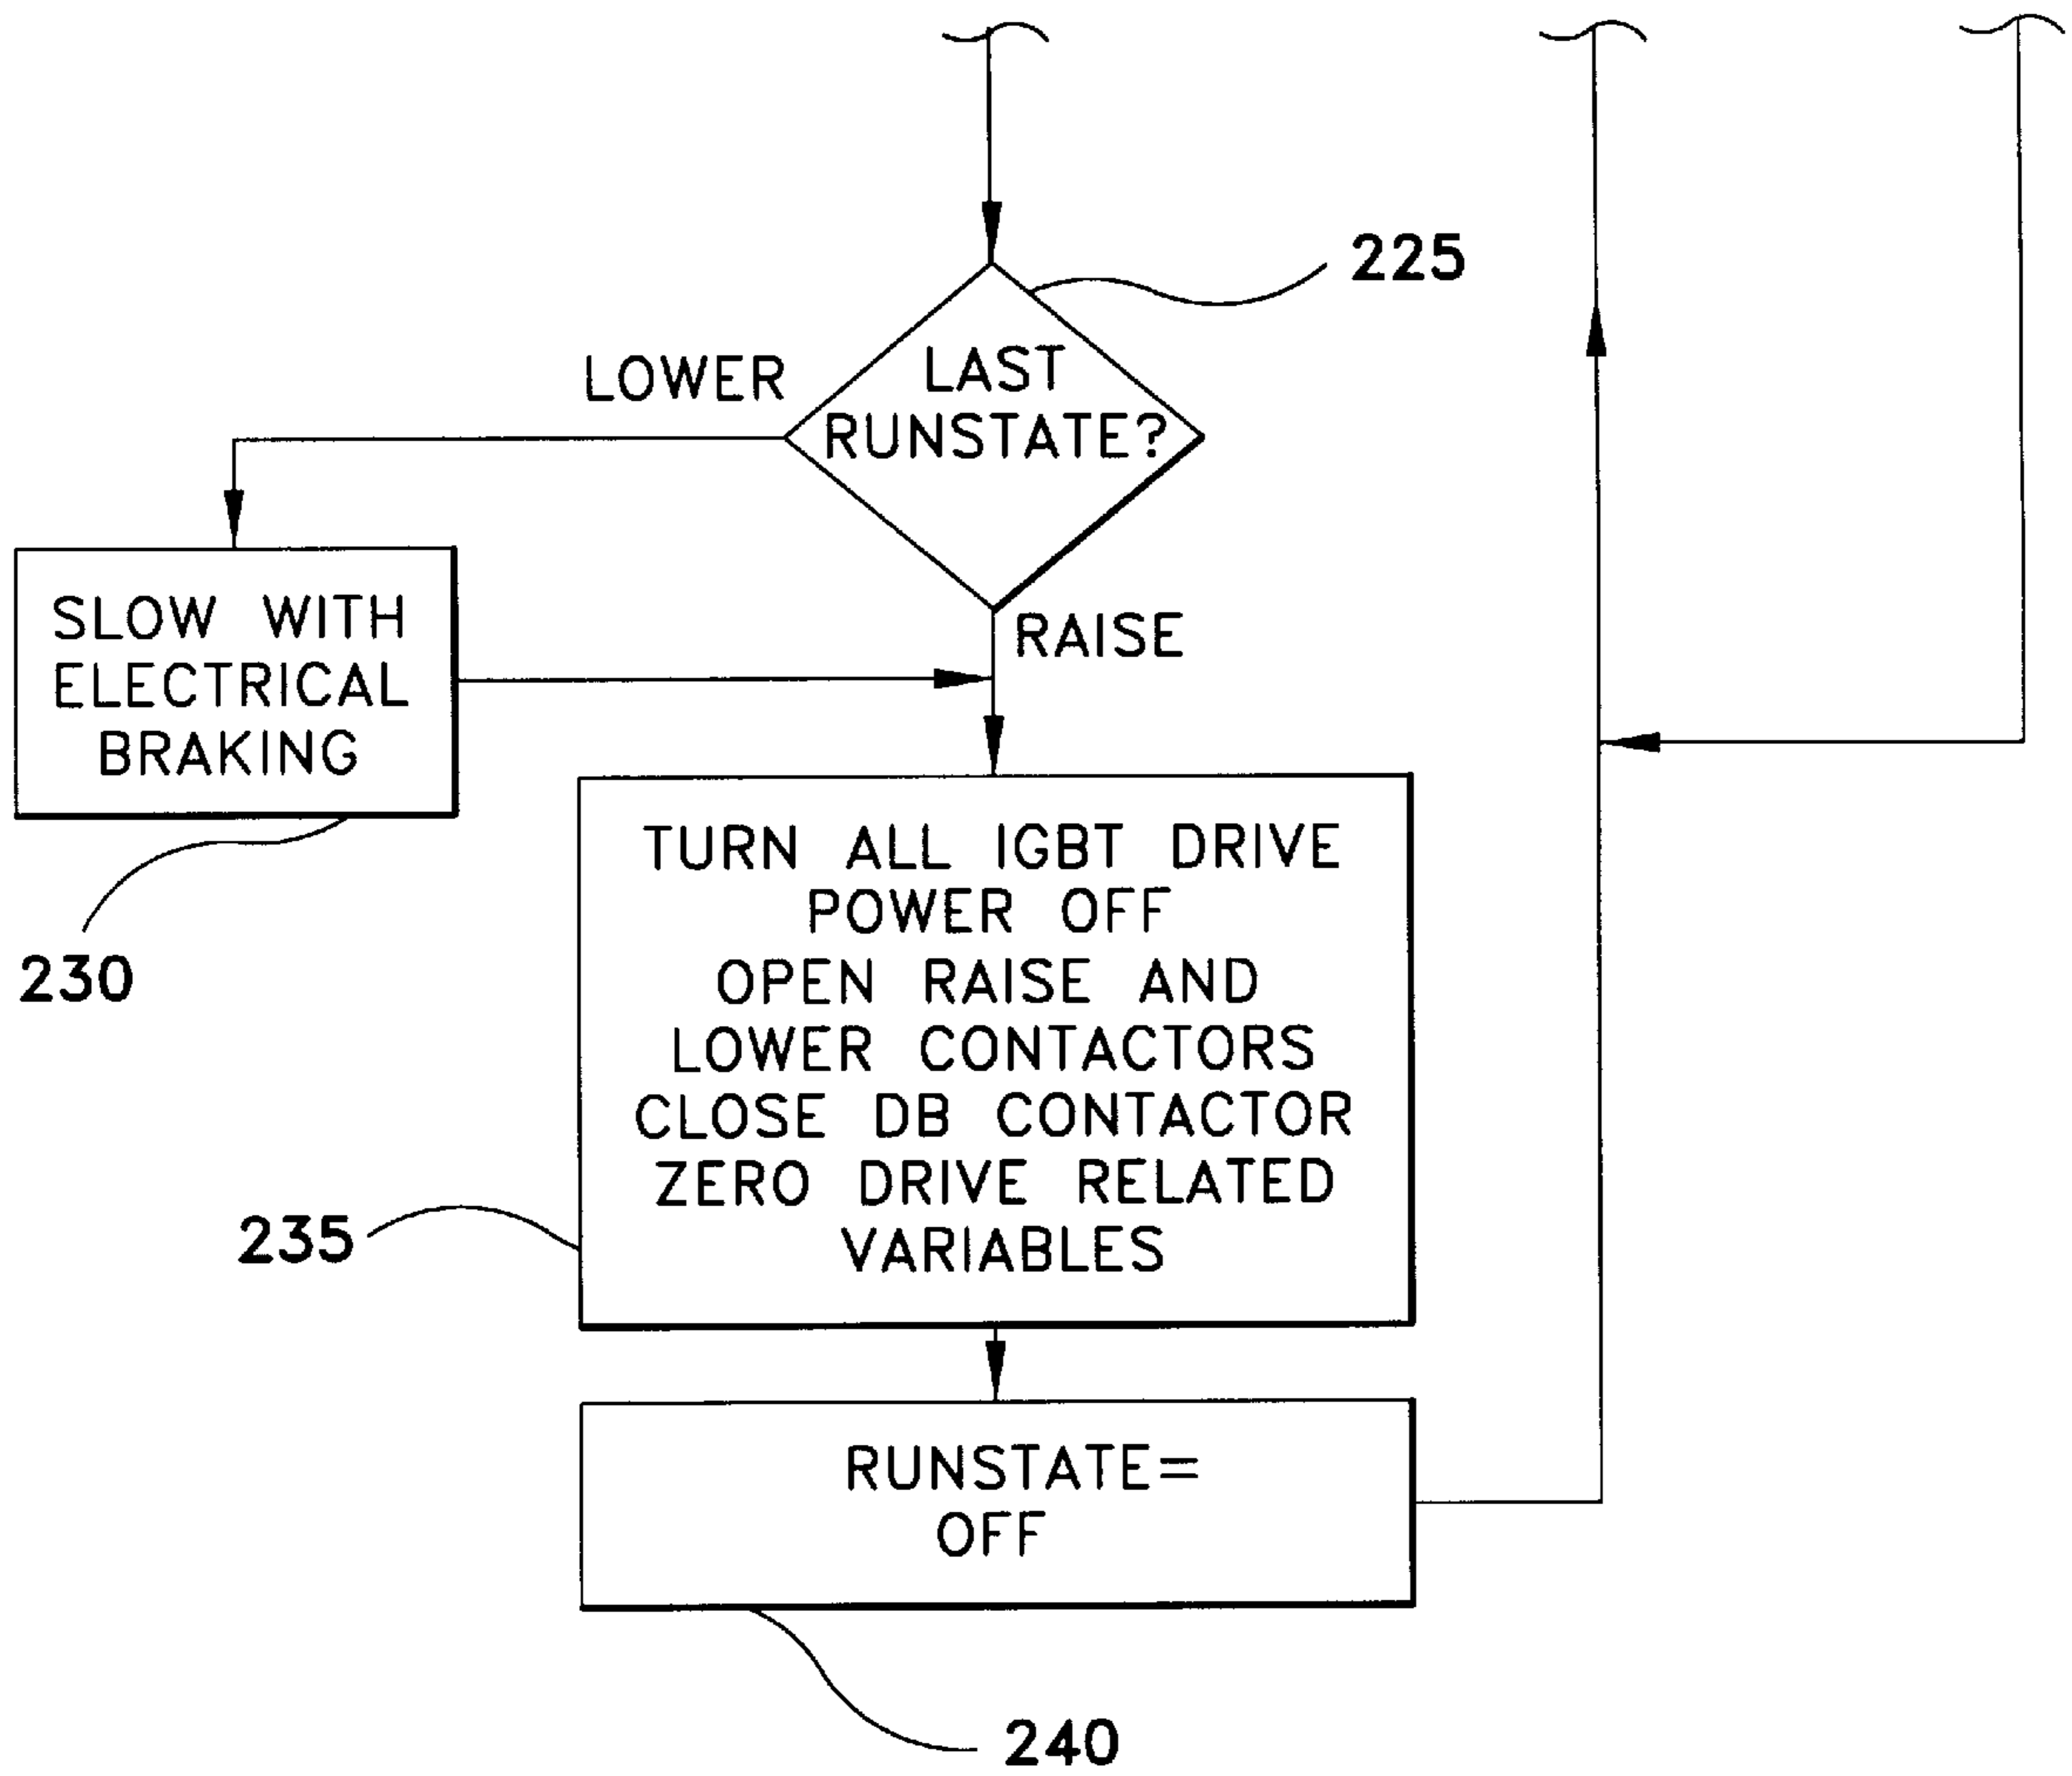 225
LOWER
LAST
RUNSTATE?
RAISE
SLOW WITH
ELECTRICAL
BRAKING
230
TURN ALL IGBT DRIVE
POWER OFF
OPEN RAISE AND
LOWER CONTACTORS
CLOSE DB CONTACTOR
ZERO DRIVE RELATED
VARIABLES
235
RUNSTATE=
OFF
240